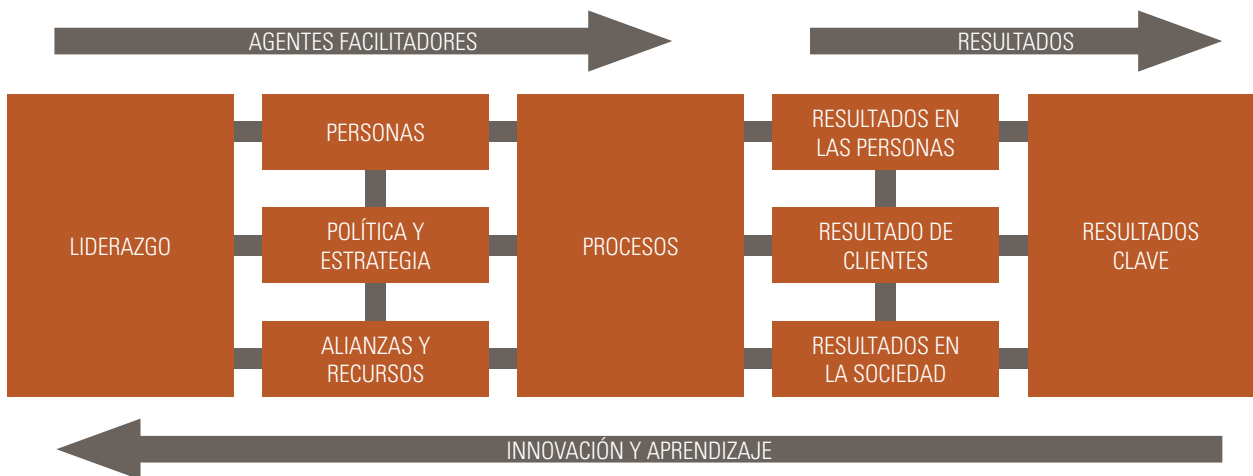 AGENTES FACILITADORES
RESULTADOS
LIDERAZGO
PERSONAS
POLÍTICA Y
ESTRATEGIA
ALIANZAS Y
RECURSOS
PROCESOS
RESULTADOS EN
LAS PERSONAS
RESULTADO DE
CLIENTES
RESULTADOS EN
LA SOCIEDAD
RESULTADOS
CLAVE
INNOVACIÓN Y APRENDIZAJE